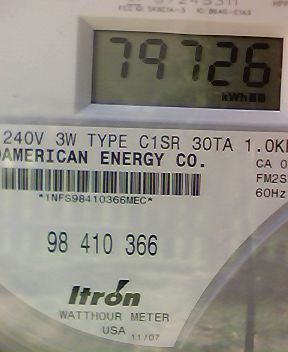 79726
kWh
240V 3W TYPE C1SR 30TA 1.0K
AMERICAN ENERGY CO.
CA 0
FM2S
60Hz
*1NFS98410366MEC*
98 410 366
Itron
WATTHOUR METER
USA 11/07